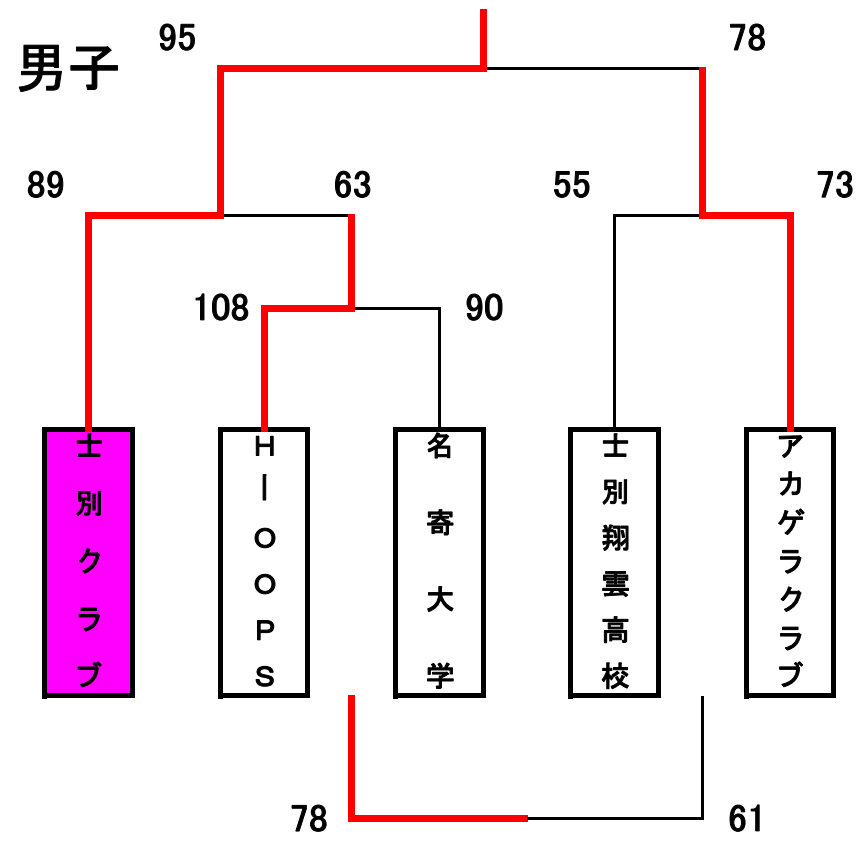 男子
95 78
89 63 55 73
108 90
士別クラブ
HIOOPS
名寄大学
士別翔雲高校
アカゲラクラブ
78 61